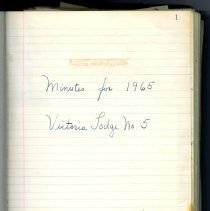 1.
Minutes for 1965
Victoria Lodge No. 5